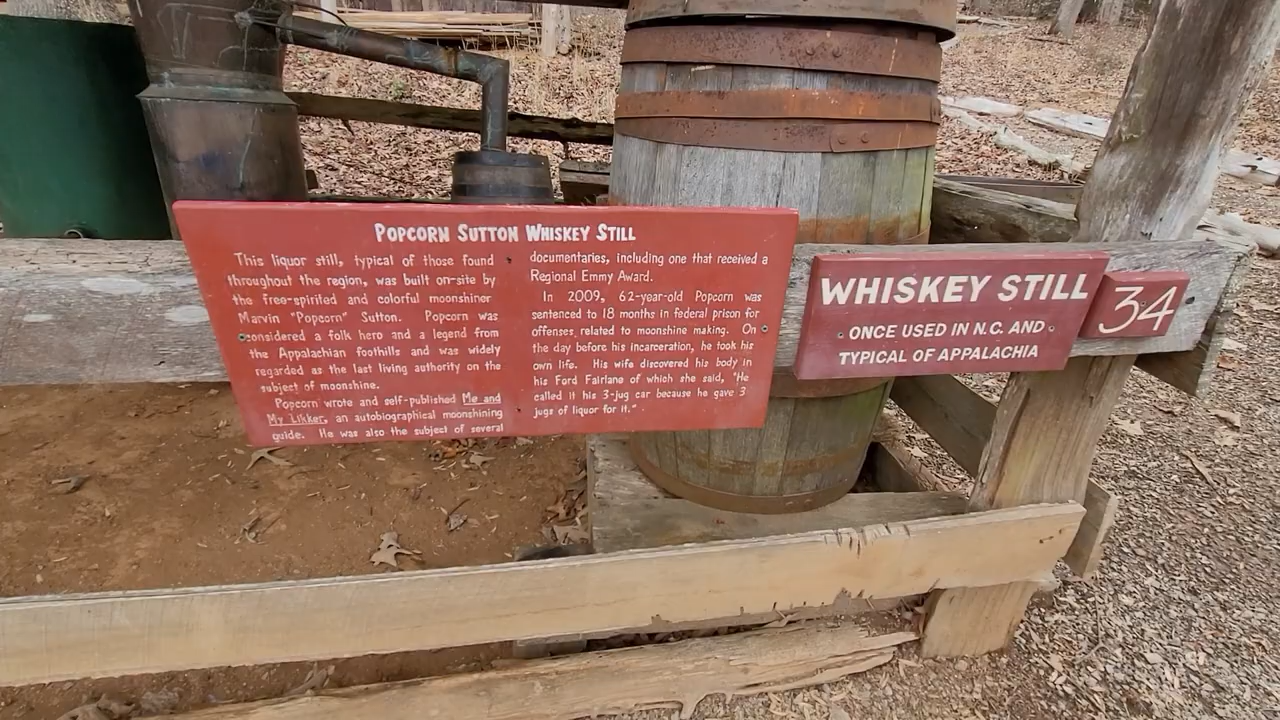 POPCORN SUTTON WHISKEY STILL
This liquor still, typical of those found
throughout the region, was built on-site by
the free-spirited and colorful moonshiner
Marvin "Popcorn" Sutton. Popcorn was
considered a folk hero and a legend from
the Appalachian foothills and was widely
regarded as the last living authority on the
subject of moonshine.
Popcorn wrote and self-published Me and
My Likker, an autobiographical moonshining
guide. He was also the subject of several
documentaries, including one that received a
Regional Emmy Award.
In 2009, 62-year-old Popcorn was
sentenced to 18 months in federal prison for
offenses related to moonshine making. On
the day before his incarceration, he took his
own life. His wife discovered his body in
his Ford Fairlane of which she said, "He
called it his 3-jug car because he gave 3
jugs of liquor for it."
WHISKEY STILL
ONCE USED IN N.C. AND
TYPICAL OF APPALACHIA
34